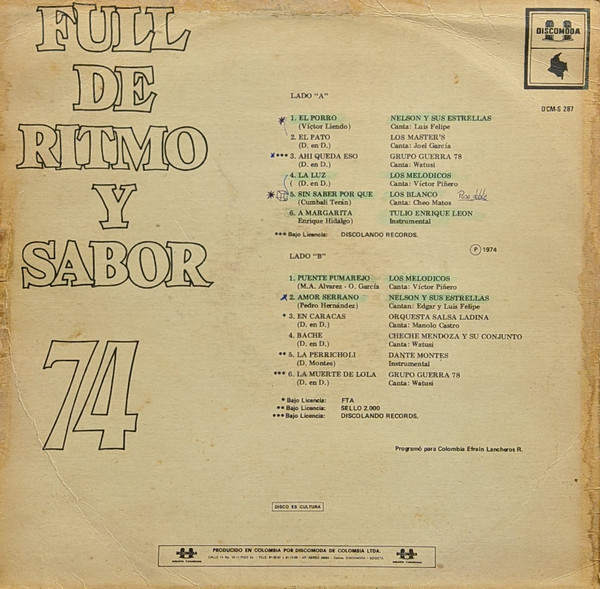 FULL
DE
RITMO
Y
SABOR
74
DISCOMODA
DCM-S 287
LADO "A"
1. EL PORRO NELSON Y SUS ESTRELLAS
(Víctor Liendo) Canta: Luis Felipe
2. EL PATO LOS MASTER'S
(D. en D.) Canta: Joel García
*** 3. AHI QUEDA ESO GRUPO GUERRA 78
(D. en D.) Canta: Watusi
4. LA LUZ LOS MELODICOS
( (D. en D.) Canta: Víctor Piñero
5. SIN SABER POR QUE LOS BLANCO
(Cumbali Terán) Canta: Cheo Matos
6. A MARGARITA TULIO ENRIQUE LEON
Enrique Hidalgo) Instrumental
*** Bajo Licencia: DISCOLANDO RECORDS.
Ⓟ 1974
LADO "B"
1. PUENTE PUMAREJO LOS MELODICOS
(M.A. Alvarez - O. García Canta: Víctor Piñero
2. AMOR SERRANO NELSON Y SUS ESTRELLAS
(Pedro Hernández) Cantan: Edgar y Luis Felipe
* 3. EN CARACAS ORQUESTA SALSA LADINA
(D. en D.) Canta: Manolo Castro
4. BACHE CHECHE MENDOZA Y SU CONJUNTO
(D. en D.) Canta: Watusi
** 5. LA PERRICHOLI DANTE MONTES
(D. Montes) Instrumental
*** 6. LA MUERTE DE LOLA GRUPO GUERRA 78
(D. en D.) Canta: Watusi
* Bajo Licencia: FTA
** Bajo Licencia: SELLO 2,000
*** Bajo Licencia: DISCOLANDO RECORDS.
Programó para Colombia Efraín Lancheros R.
DISCO ES CULTURA
PRODUCIDO EN COLOMBIA POR DISCOMODA DE COLOMBIA LTDA.
Industria Colombiana
Industria Colombiana